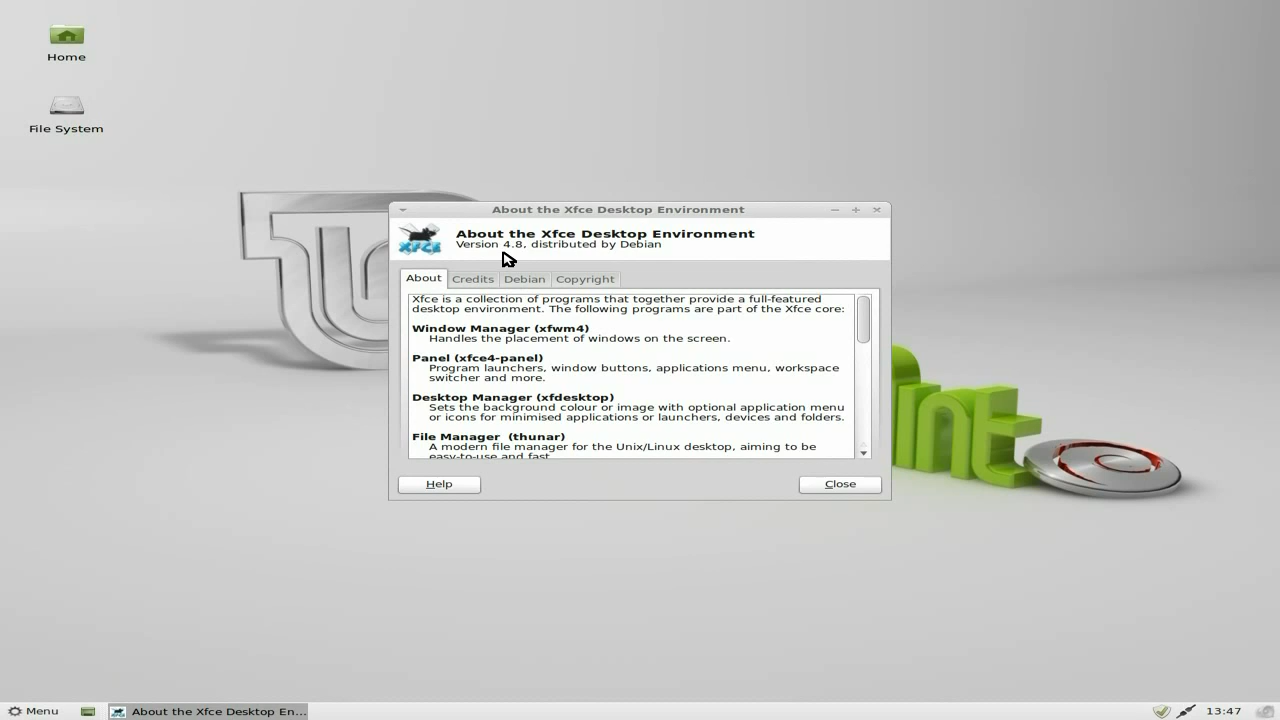 Home
File System
About the Xfce Desktop Environment
XFCE
About the Xfce Desktop Environment
Version 4.8, distributed by Debian
About
Credits
Debian
Copyright
Xfce is a collection of programs that together provide a full-featured
desktop environment. The following programs are part of the Xfce core:
Window Manager (xfwm4)
Handles the placement of windows on the screen.
Panel (xfce4-panel)
Program launchers, window buttons, applications menu, workspace
switcher and more.
Desktop Manager (xfdesktop)
Sets the background colour or image with optional application menu
or icons for minimised applications or launchers, devices and folders.
File Manager (thunar)
A modern file manager for the Unix/Linux desktop, aiming to be
easy-to-use and fast.
Help
Close
Menu
About the Xfce Desktop En...
13:47